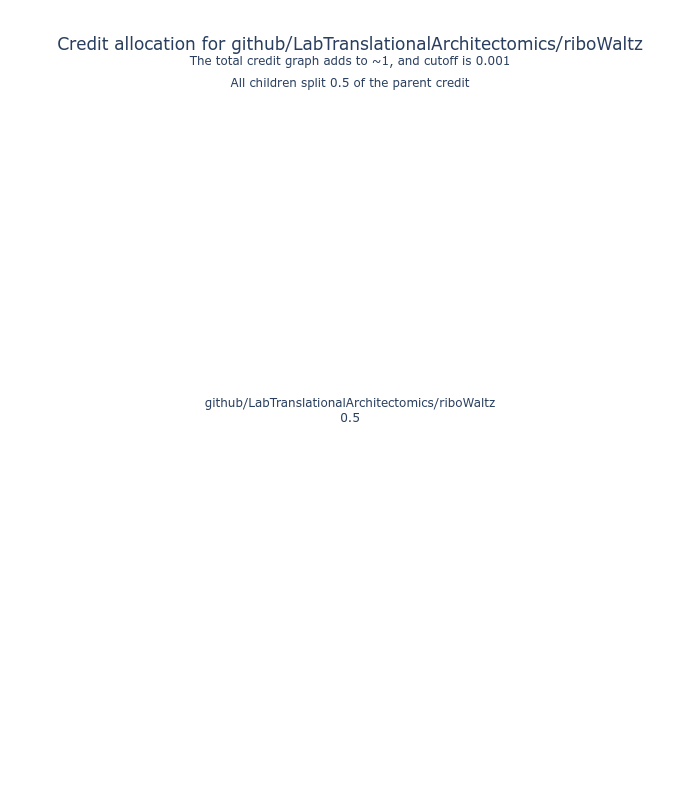 Credit allocation for github/LabTranslationalArchitectomics/riboWaltz
The total credit graph adds to ~1, and cutoff is 0.001
All children split 0.5 of the parent credit
github/LabTranslationalArchitectomics/riboWaltz
0.5